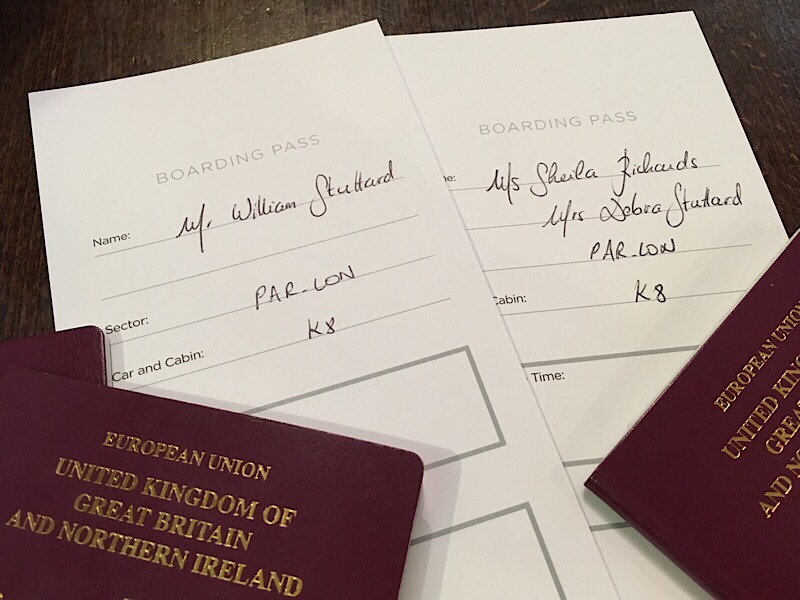 BOARDING PASS
Name: Mr. William Stuttard
Sector: PAR-LON
Car and Cabin: K8
BOARDING PASS
me: M/s Sheila Richards
M/rs Debra Stuttard
PAR-LON
Cabin: K8
Time:
EUROPEAN UNION
UNITED KINGDOM OF
GREAT BRITAIN
AND NORTHERN IRELAND
EUROPEAN UNION
UNITED KING
GREA
AND NO